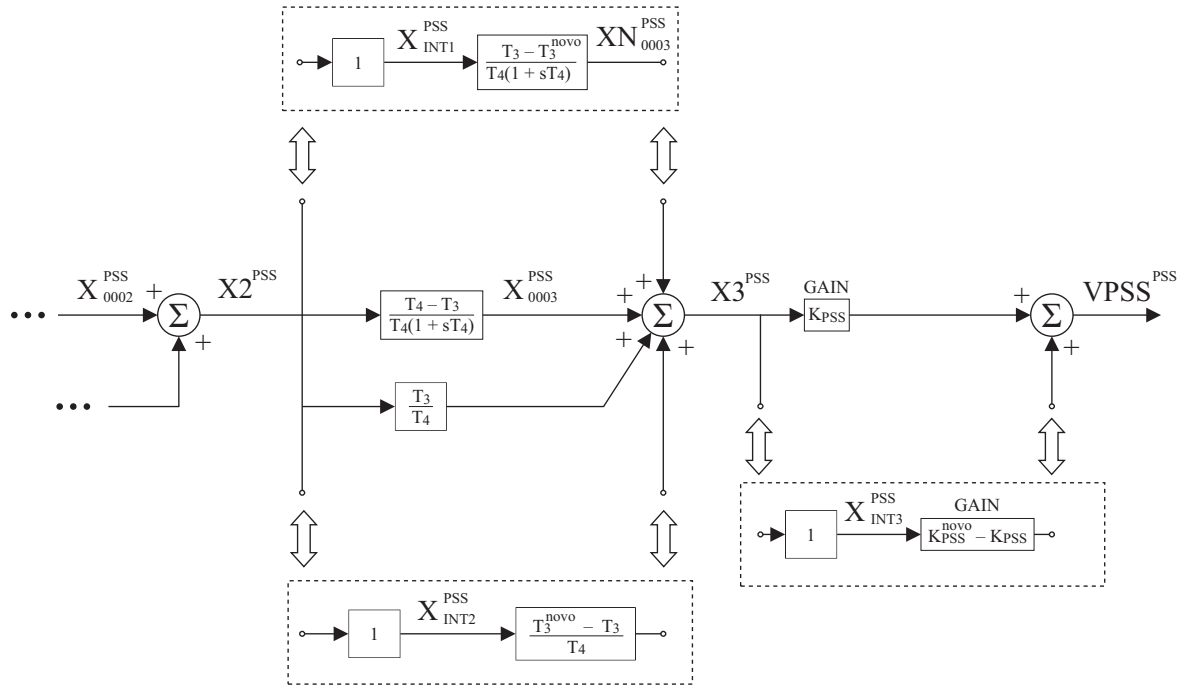 X_INT1^PSS
XN_0003^PSS
1
T3 – T3^novo
T4(1 + sT4)
X_0002^PSS
+
Σ
+
X2^PSS
T4 – T3
T4(1 + sT4)
X_0003^PSS
T3
T4
+
+
+
+
Σ
X3^PSS
GAIN
KPSS
+
Σ
+
VPSS^PSS
1
X_INT3^PSS
GAIN
KPSS^novo – KPSS
1
X_INT2^PSS
T3^novo – T3
T4